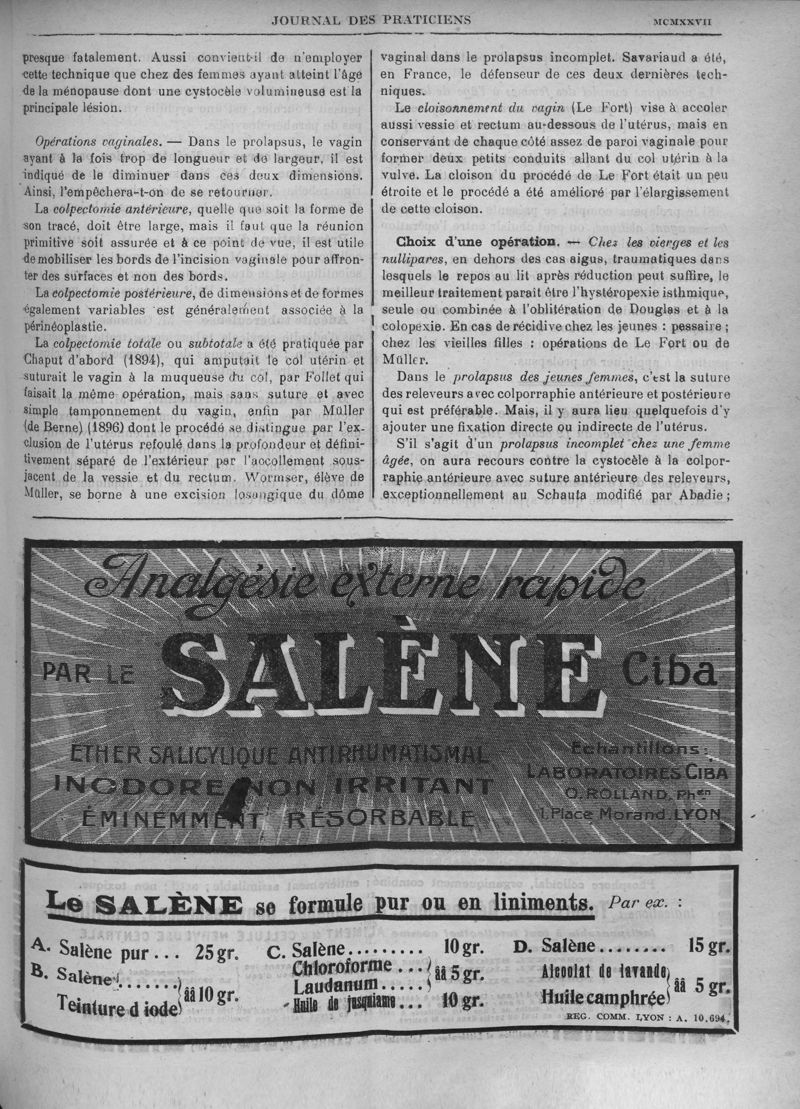 JOURNAL DES PRATICIENS
MCMXXVII
presque fatalement. Aussi convient-il de n'employer
cette technique que chez des femmes ayant atteint l'âge
de la ménopause dont une cystocèle volumineuse est la
principale lésion.
Opérations vaginales. — Dans le prolapsus, le vagin
ayant à la fois trop de longueur et de largeur, il est
indiqué de le diminuer dans ces deux dimensions.
Ainsi, l'empêchera-t-on de se retourner.
La colpectomie antérieure, quelle que soit la forme de
son tracé, doit être large, mais il faut que la réunion
primitive soit assurée et à ce point de vue, il est utile
de mobiliser les bords de l'incision vaginale pour affron-
ter des surfaces et non des bords.
La colpectomie postérieure, de dimensions et de formes
également variables est généralement associée à la
périnéoplastie.
La colpectomie totale ou subtotale a été pratiquée par
Chaput d'abord (1894), qui amputait le col utérin et
suturait le vagin à la muqueuse du col, par Follet qui
faisait la même opération, mais sans suture et avec
simple tamponnement du vagin, enfin par Müller
(de Berne) (1896) dont le procédé se distingue par l'ex-
clusion de l'utérus refoulé dans la profondeur et défini-
tivement séparé de l'extérieur par l'accollement sous-
jacent de la vessie et du rectum. Wormser, élève de
Müller, se borne à une excision losangique du dôme
vaginal dans le prolapsus incomplet. Savariaud a été,
en France, le défenseur de ces deux dernières tech-
niques.
Le cloisonnement du vagin (Le Fort) vise à accoler
aussi vessie et rectum au-dessous de l'utérus, mais en
conservant de chaque côté assez de paroi vaginale pour
former deux petits conduits allant du col utérin à la
vulve. La cloison du procédé de Le Fort était un peu
étroite et le procédé a été amélioré par l'élargissement
de cette cloison.
Choix d'une opération. — Chez les vierges et les
nullipares, en dehors des cas aigus, traumatiques dans
lesquels le repos au lit après réduction peut suffire, le
meilleur traitement parait être l'hystéropexie isthmique,
seule ou combinée à l'oblitération de Douglas et à la
colopexie. En cas de récidive chez les jeunes : pessaire ;
chez les vieilles filles : opérations de Le Fort ou de
Müller.
Dans le prolapsus des jeunes femmes, c'est la suture
des releveurs avec colporraphie antérieure et postérieure
qui est préférable. Mais, il y aura lieu quelquefois d'y
ajouter une fixation directe ou indirecte de l'utérus.
S'il s'agit d'un prolapsus incomplet chez une femme
âgée, on aura recours contre la cystocèle à la colpor-
raphie antérieure avec suture antérieure des releveurs,
exceptionnellement au Schauta modifié par Abadie ;
Analgésie externe rapide
PAR LE SALÈNE Ciba
ETHER SALICYLIQUE ANTIRHUMATISMAL
INODORE NON IRRITANT
ÉMINEMMENT RÉSORBABLE
Echantillons:
LABORATOIRES CIBA
O. ROLLAND. Phen
1. Place Morand. LYON
Le SALÈNE se formule pur ou en liniments. Par ex. :
A. Salène pur... 25 gr.
B. Salène.......
Teinture d iode } ââ 10 gr.
C. Salène......... 10 gr.
Chloroforme ...
Laudanum ..... } ââ 5 gr.
Huile de jusquiame... 10 gr.
D. Salène........ 15 gr.
Alcoolat de lavande
Huile camphrée } ââ 5 gr.
REG. COMM. LYON : A. 10.694.